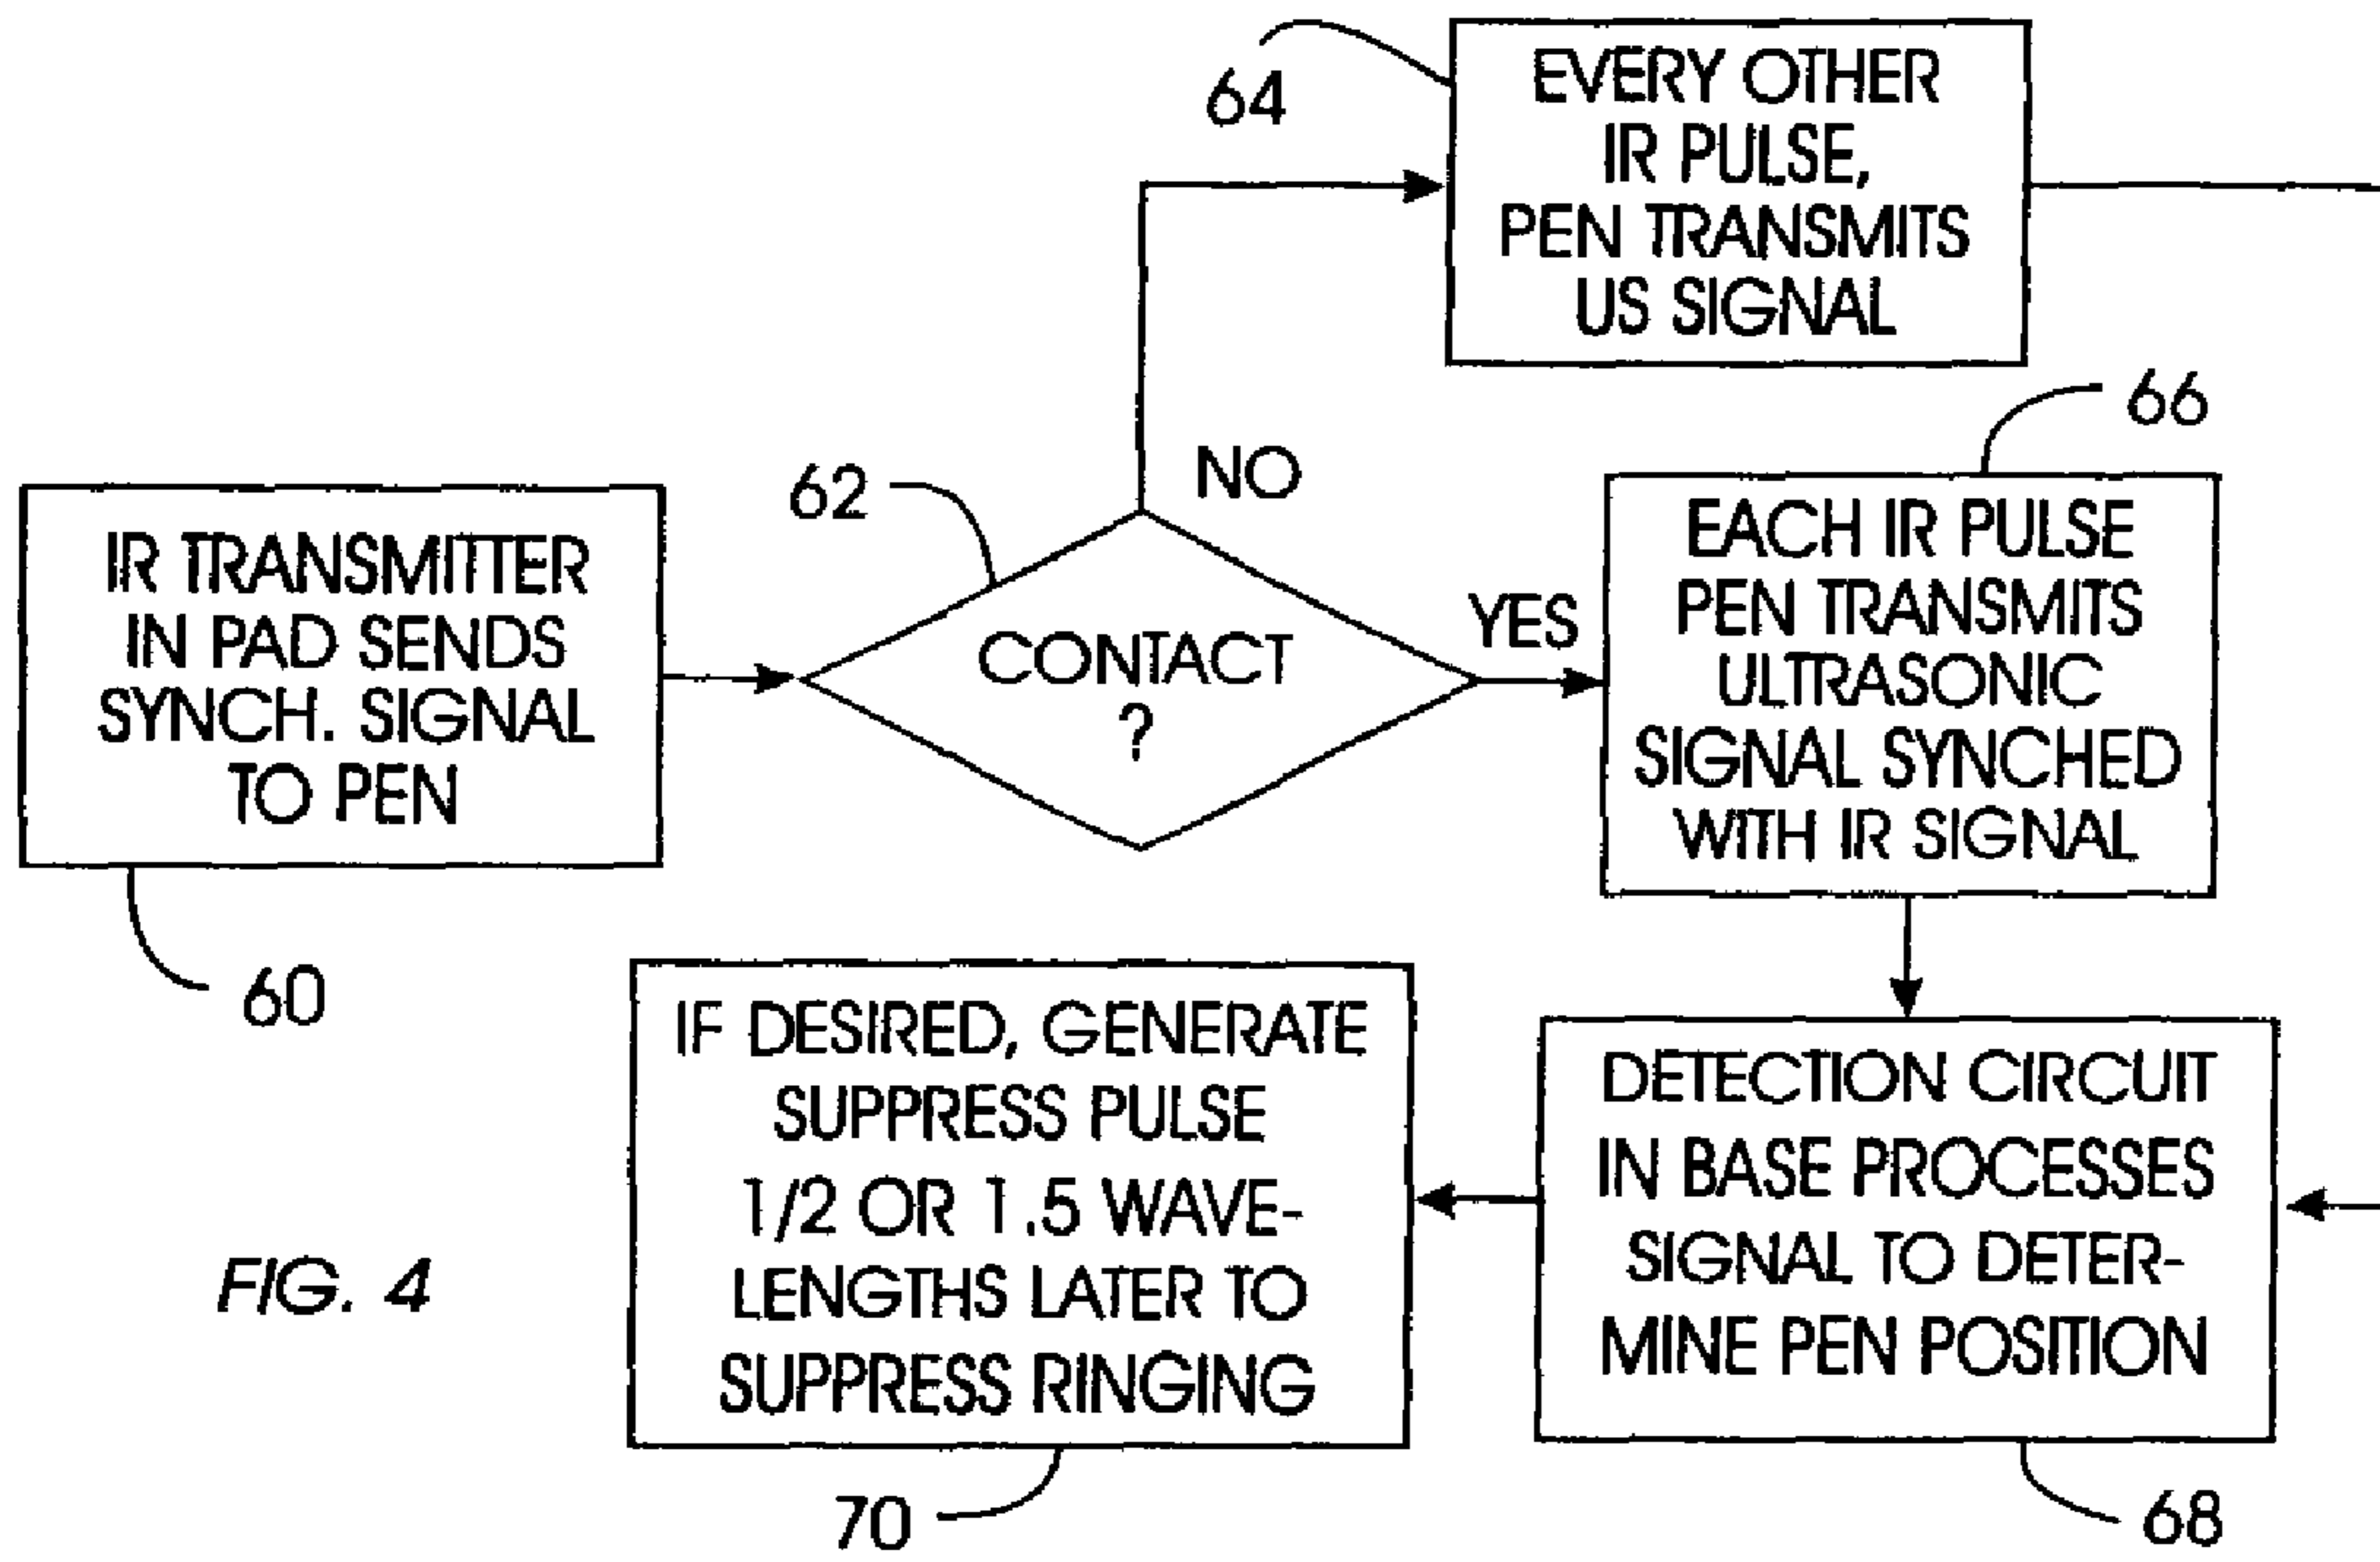 64
EVERY OTHER
IR PULSE,
PEN TRANSMITS
US SIGNAL
66
NO
62
IR TRANSMITTER
IN PAD SENDS
SYNCH. SIGNAL
TO PEN
60
CONTACT
?
YES
EACH IR PULSE
PEN TRANSMITS
ULTRASONIC
SIGNAL SYNCHED
WITH IR SIGNAL
DETECTION CIRCUIT
IN BASE PROCESSES
SIGNAL TO DETER-
MINE PEN POSITION
68
IF DESIRED, GENERATE
SUPPRESS PULSE
1/2 OR 1.5 WAVE-
LENGTHS LATER TO
SUPPRESS RINGING
70
FIG. 4